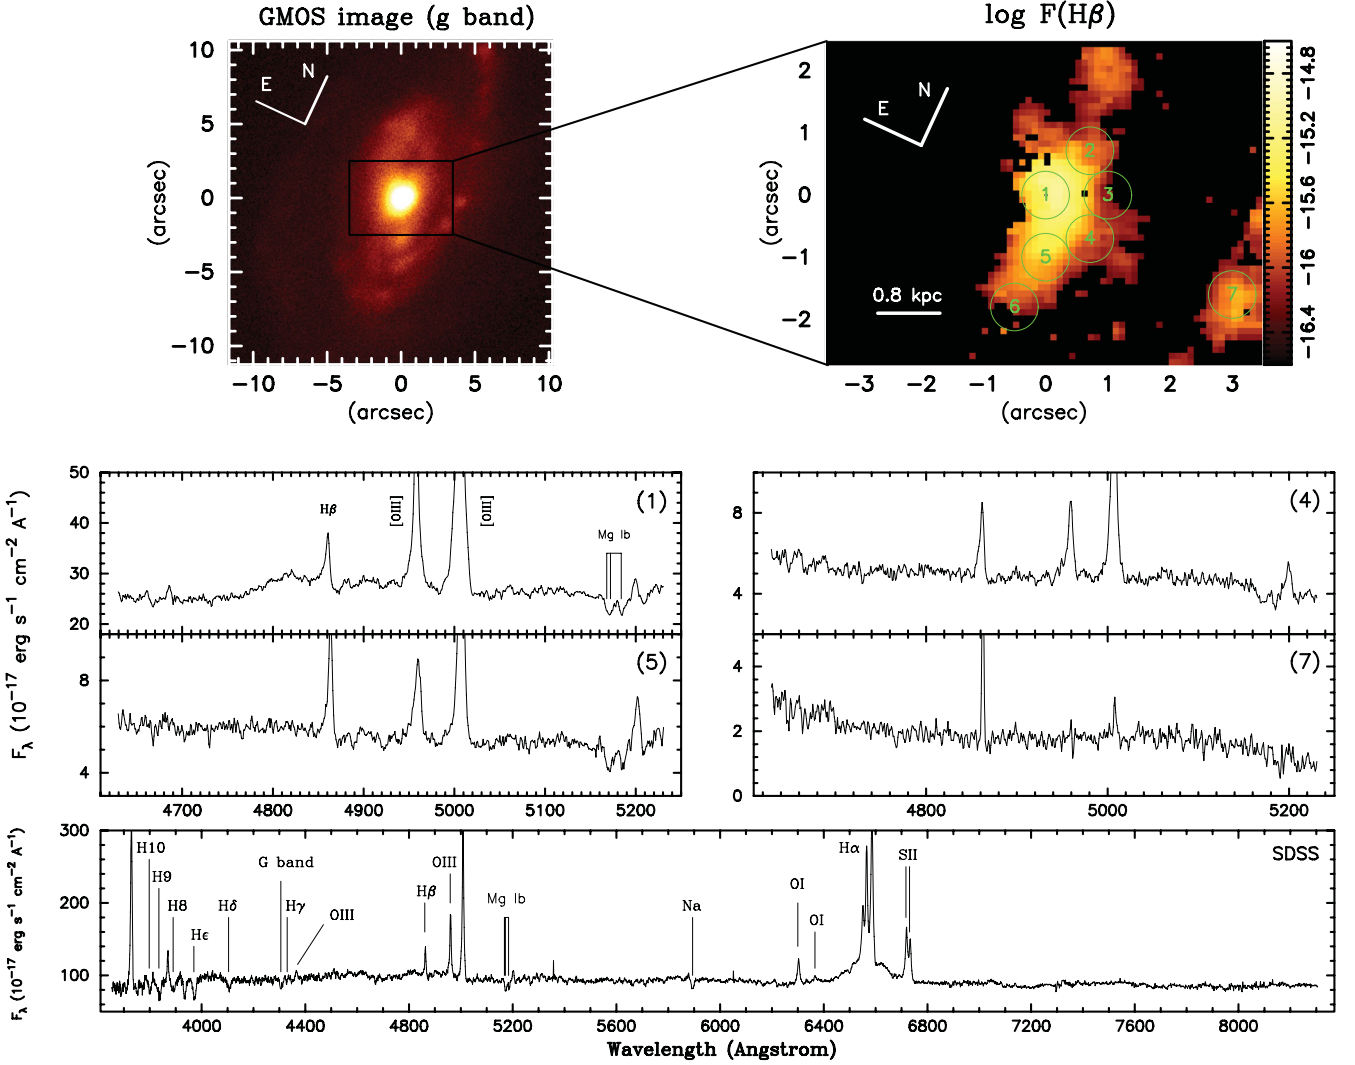 GMOS image (g band)
log F(Hβ)
10
5
0
−5
−10
(arcsec)
E
N
−10
−5
0
5
10
(arcsec)
2
1
0
−1
−2
(arcsec)
E
N
0.8 kpc
1
2
3
4
5
6
7
−3
−2
−1
0
1
2
3
(arcsec)
−14.8
−15.2
−15.6
−16
−16.4
F_λ (10^−17 erg s^−1 cm^−2 A^−1)
50
40
30
20
Hβ
[OIII]
[OIII]
Mg Ib
(1)
8
4
(4)
8
4
(5)
4700
4800
4900
5000
5100
5200
4
2
0
(7)
4800
5000
5200
F_λ (10^−17 erg s^−1 cm^−2 A^−1)
300
200
100
H10
H9
H8
Hϵ
Hδ
G band
Hγ
OIII
Hβ
OIII
Mg Ib
Na
OI
OI
Hα
SII
SDSS
4000
4400
4800
5200
5600
6000
6400
6800
7200
7600
8000
Wavelength (Angstrom)